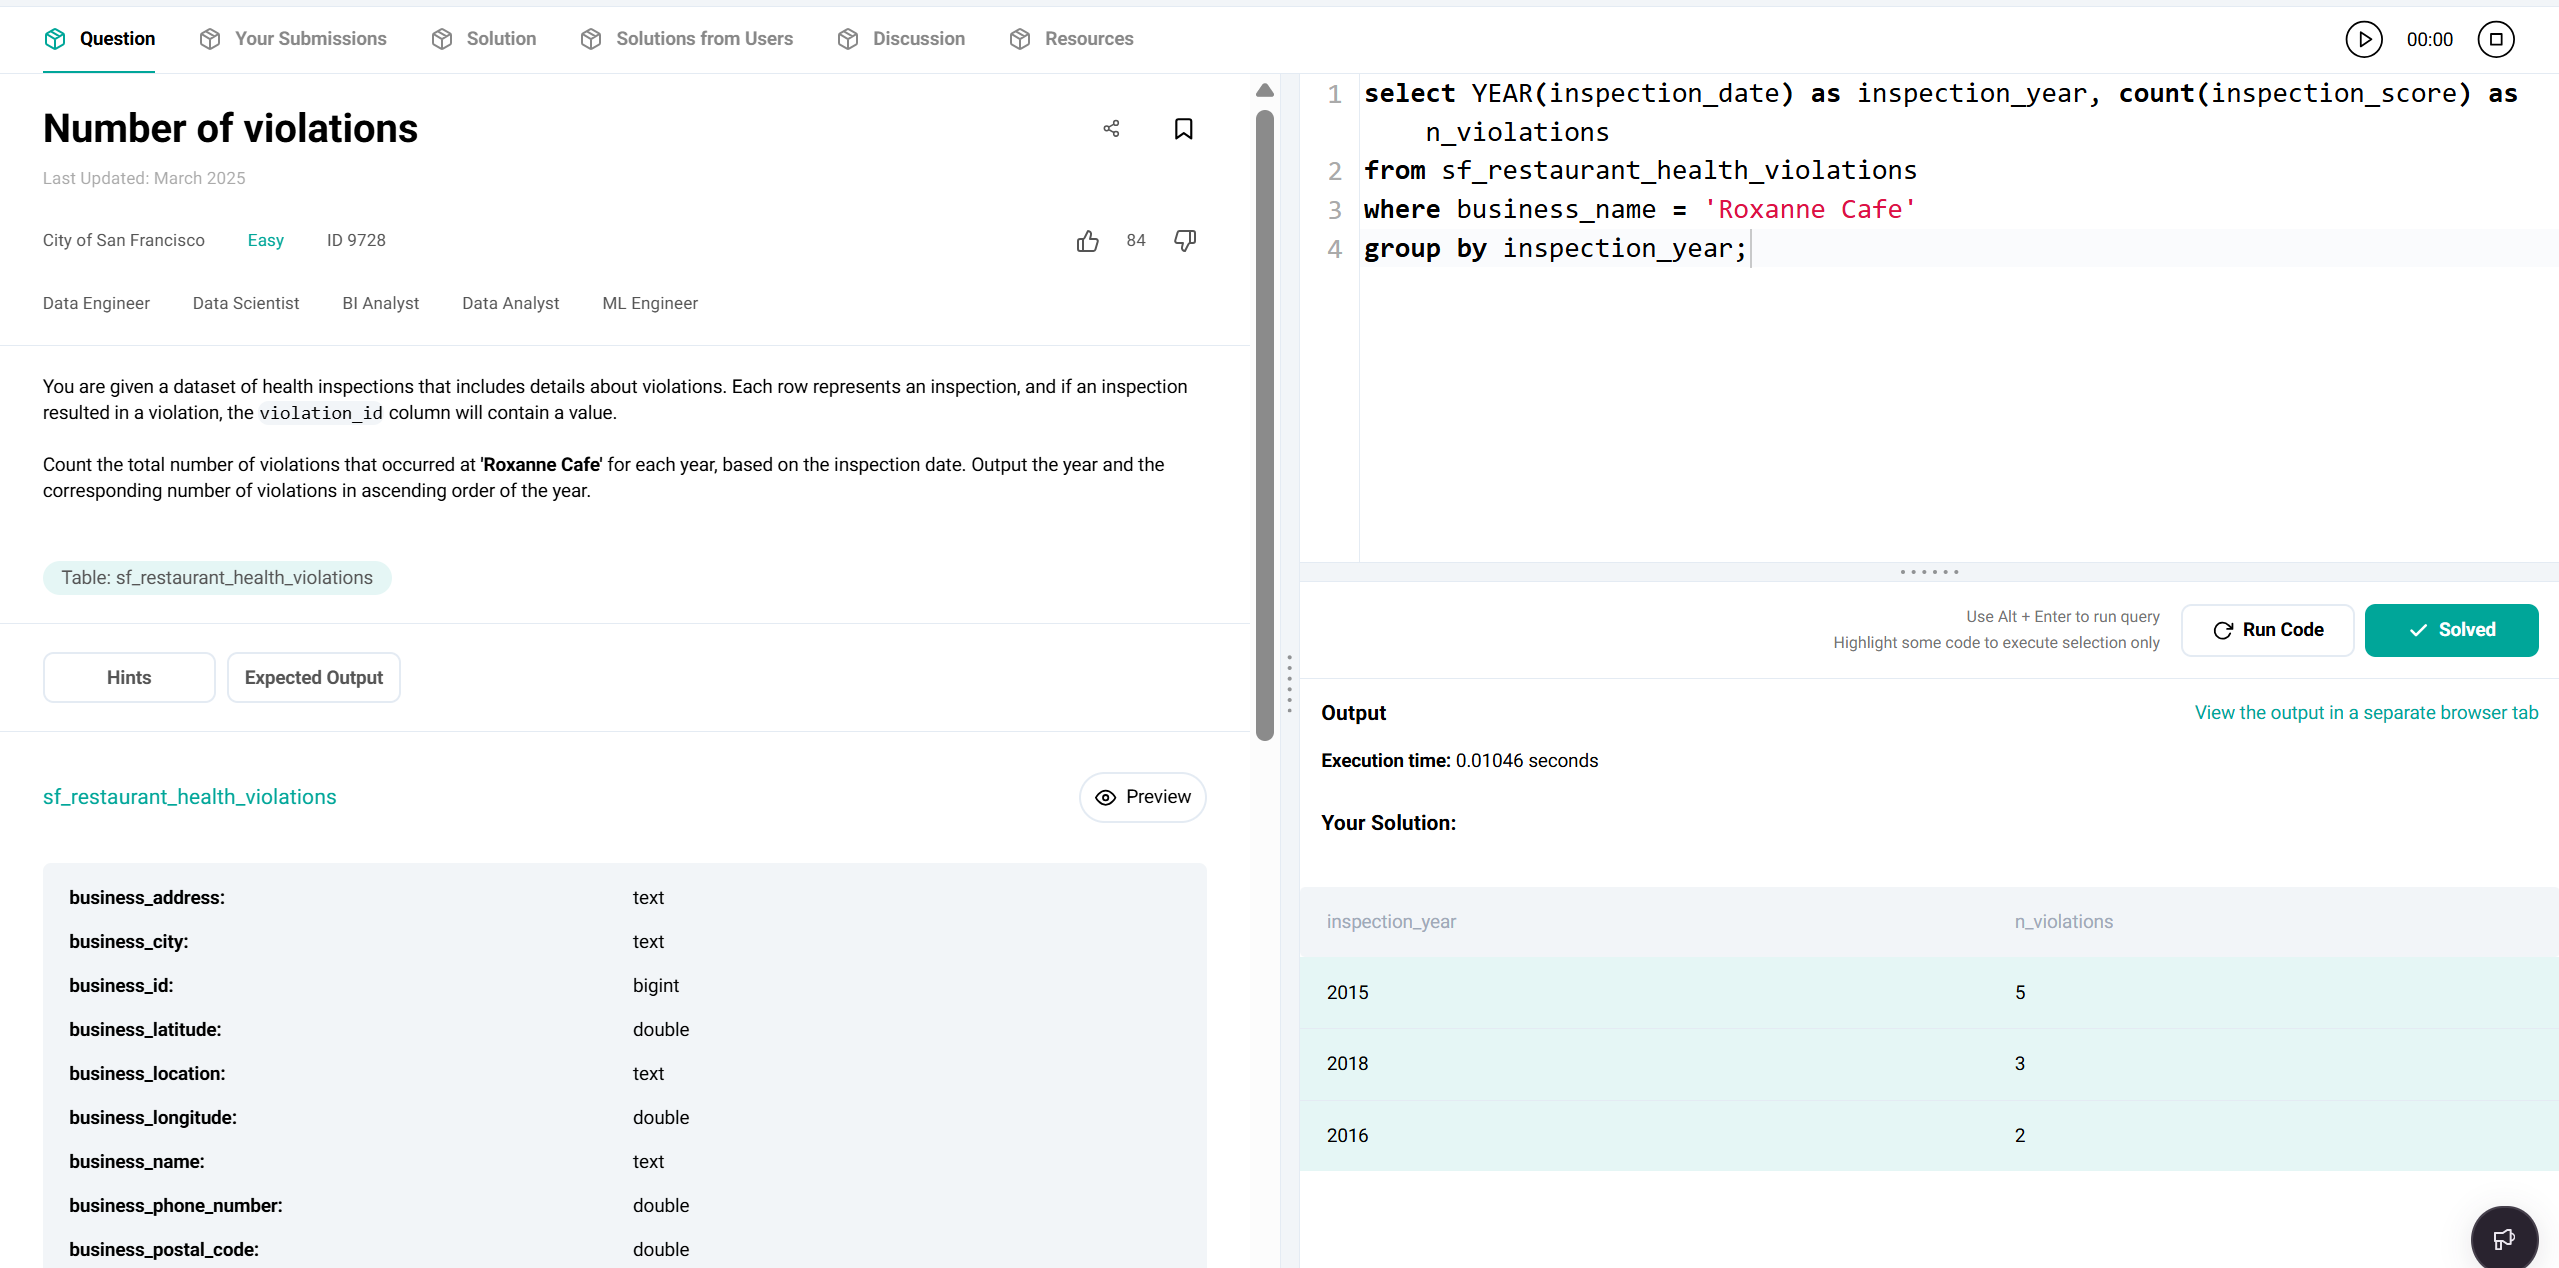 Question
Your Submissions
Solution
Solutions from Users
Discussion
Resources
00:00
Number of violations
Last Updated: March 2025
City of San Francisco
Easy
ID 9728
84
Data Engineer
Data Scientist
BI Analyst
Data Analyst
ML Engineer
You are given a dataset of health inspections that includes details about violations. Each row represents an inspection, and if an inspection
resulted in a violation, the violation_id column will contain a value.
Count the total number of violations that occurred at 'Roxanne Cafe' for each year, based on the inspection date. Output the year and the
corresponding number of violations in ascending order of the year.
Table: sf_restaurant_health_violations
Hints
Expected Output
sf_restaurant_health_violations
Preview
business_address: text
business_city: text
business_id: bigint
business_latitude: double
business_location: text
business_longitude: double
business_name: text
business_phone_number: double
business_postal_code: double
1 select YEAR(inspection_date) as inspection_year, count(inspection_score) as
n_violations
2 from sf_restaurant_health_violations
3 where business_name = 'Roxanne Cafe'
4 group by inspection_year;
Use Alt + Enter to run query
Highlight some code to execute selection only
Run Code
Solved
Output
View the output in a separate browser tab
Execution time: 0.01046 seconds
Your Solution:
inspection_year n_violations
2015 5
2018 3
2016 2